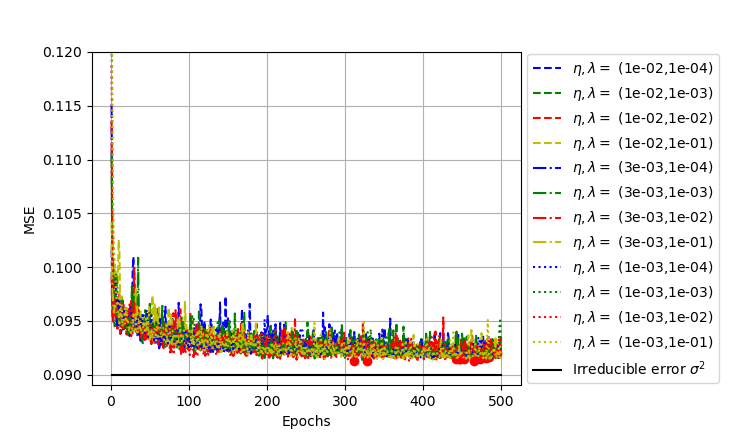 0.120
0.115
0.110
0.105
0.100
0.095
0.090
MSE
0 100 200 300 400 500
Epochs
η, λ = (1e-02,1e-04)
η, λ = (1e-02,1e-03)
η, λ = (1e-02,1e-02)
η, λ = (1e-02,1e-01)
η, λ = (3e-03,1e-04)
η, λ = (3e-03,1e-03)
η, λ = (3e-03,1e-02)
η, λ = (3e-03,1e-01)
η, λ = (1e-03,1e-04)
η, λ = (1e-03,1e-03)
η, λ = (1e-03,1e-02)
η, λ = (1e-03,1e-01)
Irreducible error σ²